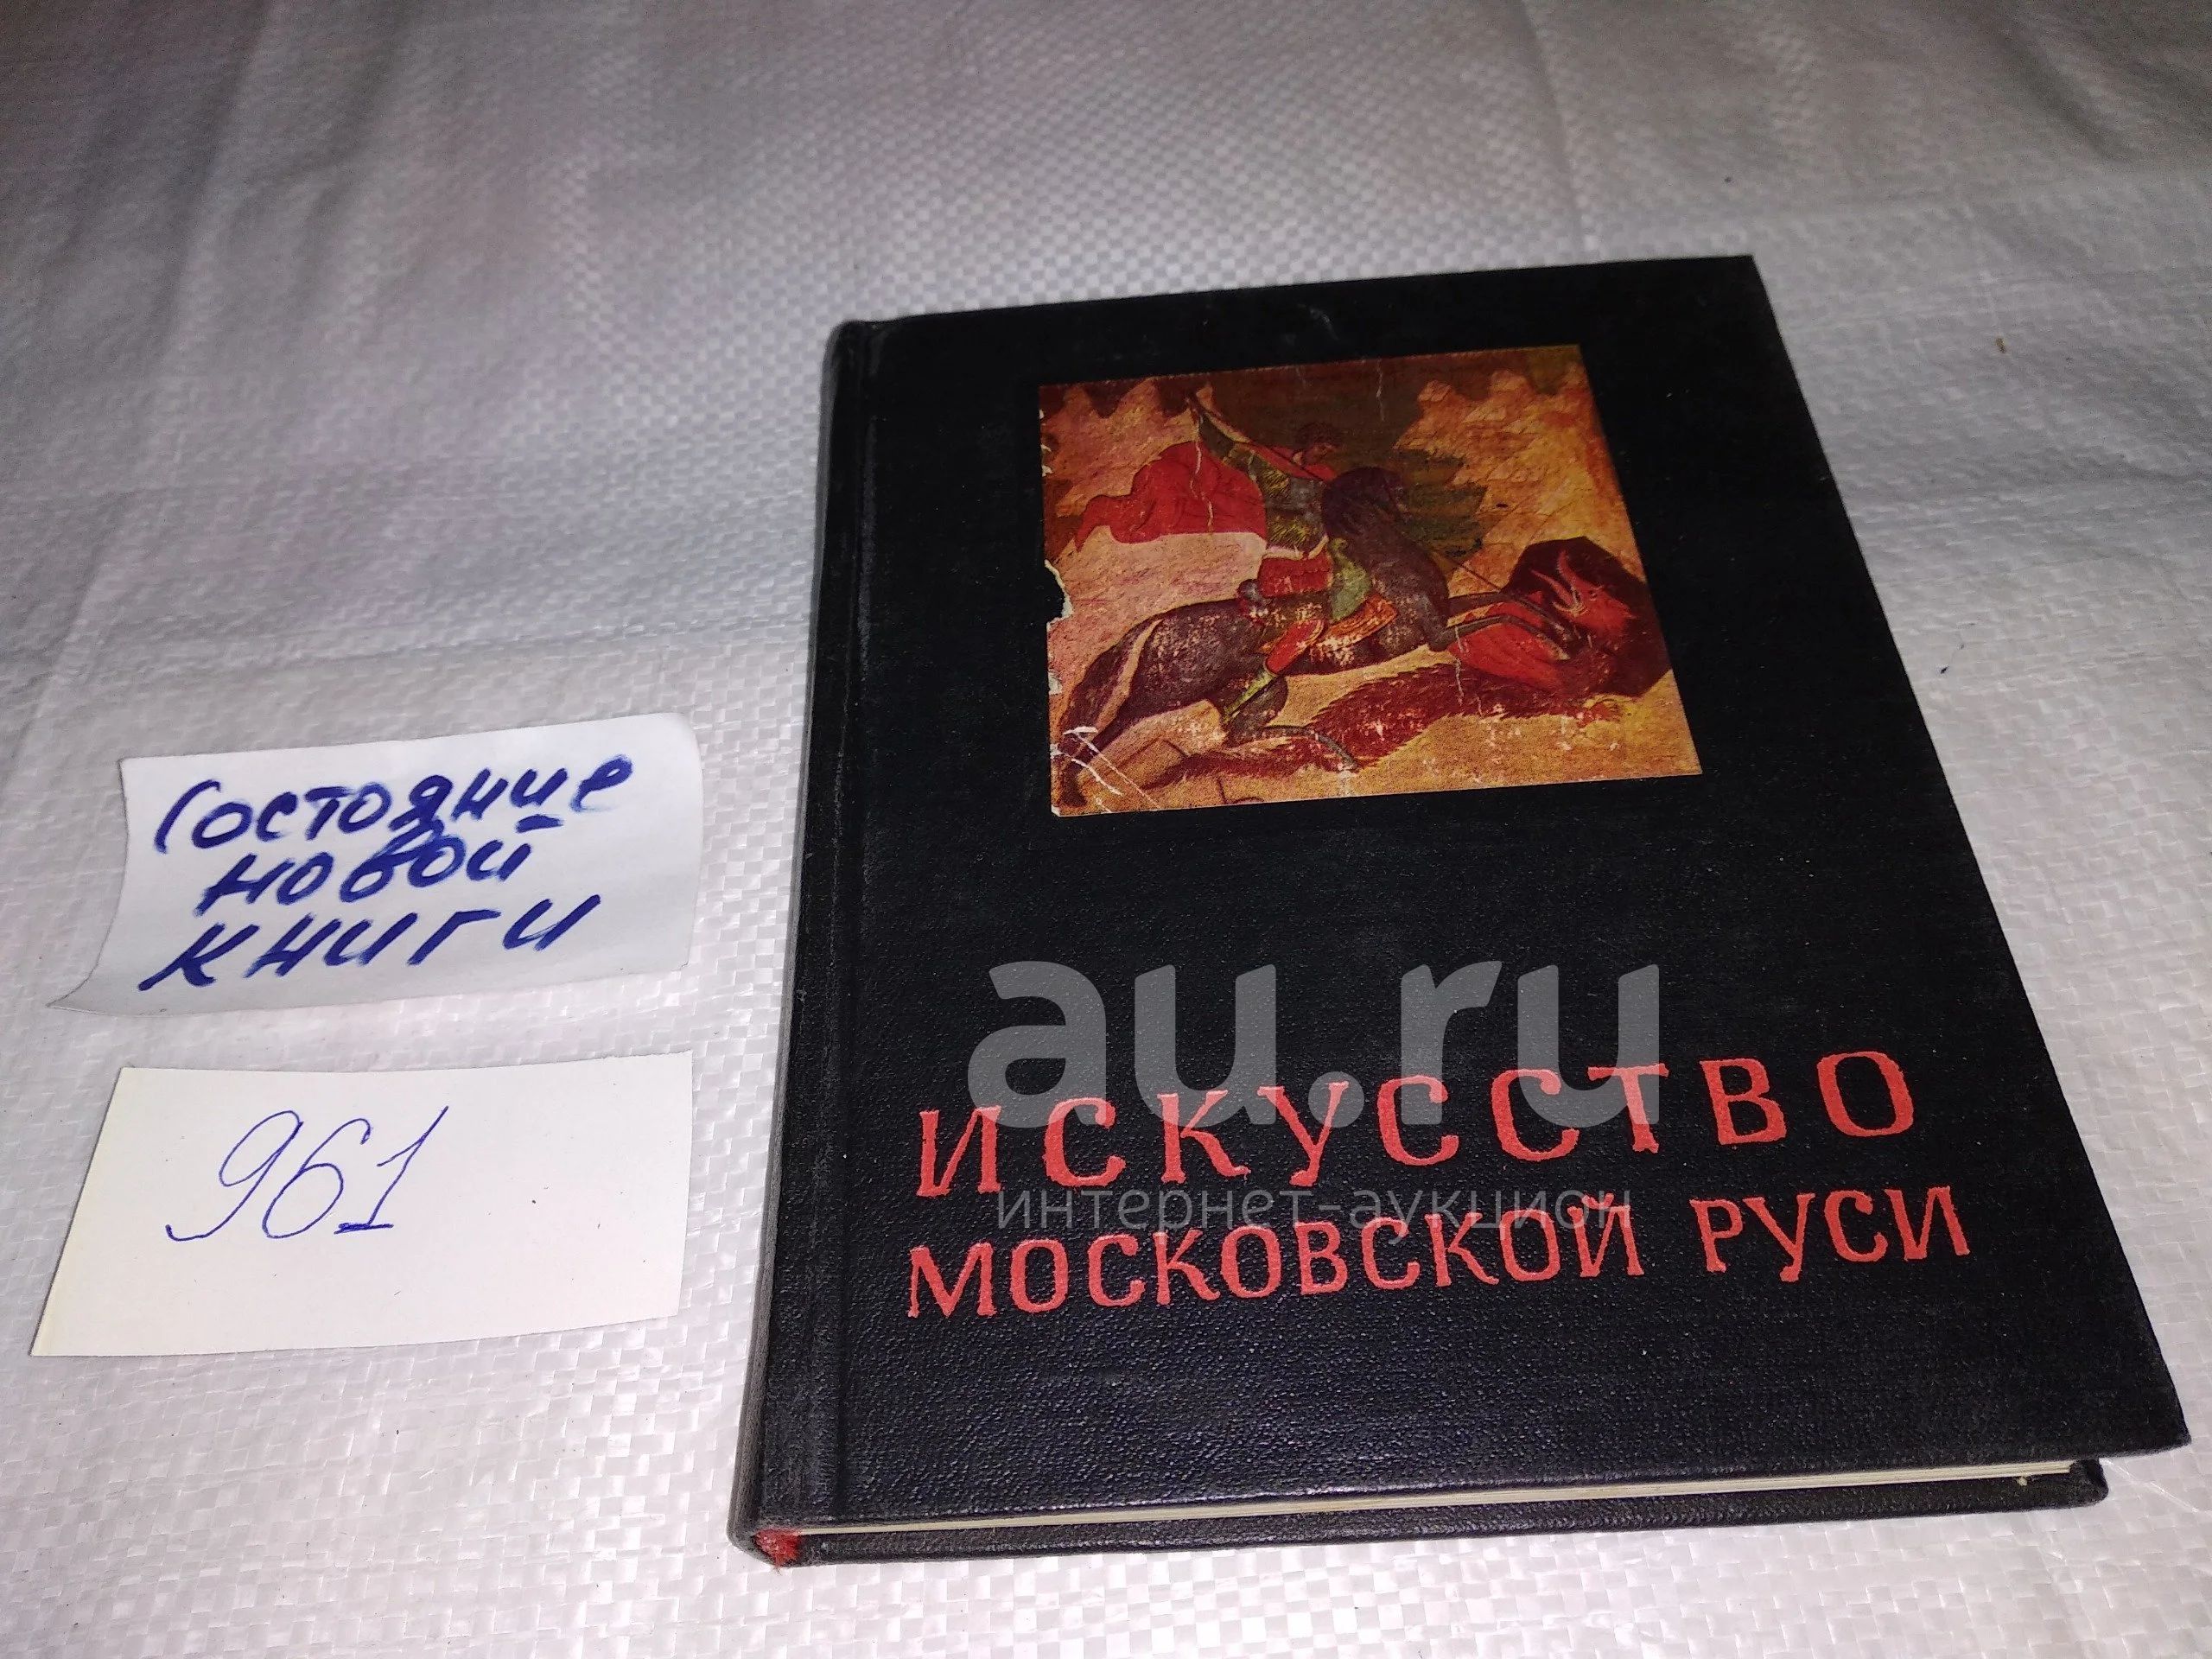 Состояние
новой
книги
961
ИСКУССТВО
МОСКОВСКОЙ РУСИ
au.ru
интернет-аукцион